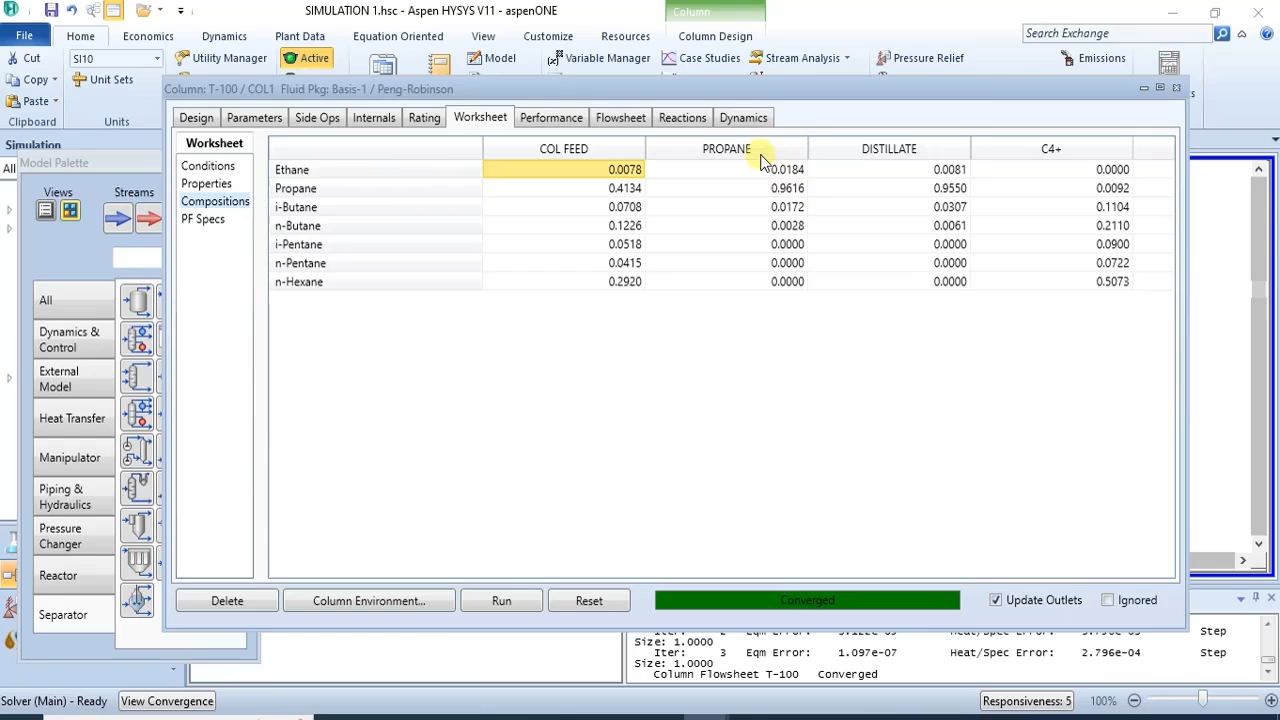 SIMULATION 1.hsc - Aspen HYSYS V11 - aspenONE
Column
File Home Economics Dynamics Plant Data Equation Oriented View Customize Resources Column Design Search Exchange
Cut SI10 Utility Manager Active Model Variable Manager Case Studies Stream Analysis Pressure Relief Emissions
Copy Unit Sets
Paste
Clipboard Units
Column: T-100 / COL1 Fluid Pkg: Basis-1 / Peng-Robinson
Design Parameters Side Ops Internals Rating Worksheet Performance Flowsheet Reactions Dynamics
Simulation
Model Palette
All
Views Streams
All
Dynamics & Control
External Model
Heat Transfer
Manipulator
Piping & Hydraulics
Pressure Changer
Reactor
Separator
Worksheet
Conditions
Properties
Compositions
PF Specs
COL FEED PROPANE DISTILLATE C4+
Ethane 0.0078 0.0184 0.0081 0.0000
Propane 0.4134 0.9616 0.9550 0.0092
i-Butane 0.0708 0.0172 0.0307 0.1104
n-Butane 0.1226 0.0028 0.0061 0.2110
i-Pentane 0.0518 0.0000 0.0000 0.0900
n-Pentane 0.0415 0.0000 0.0000 0.0722
n-Hexane 0.2920 0.0000 0.0000 0.5073
Delete Column Environment... Run Reset Converged Update Outlets Ignored
Size: 1.0000
Iter: 3 Eqm Error: 1.097e-07 Heat/Spec Error: 2.796e-04 Step
Size: 1.0000
Column Flowsheet T-100 Converged
Solver (Main) - Ready View Convergence Responsiveness: 5 100%